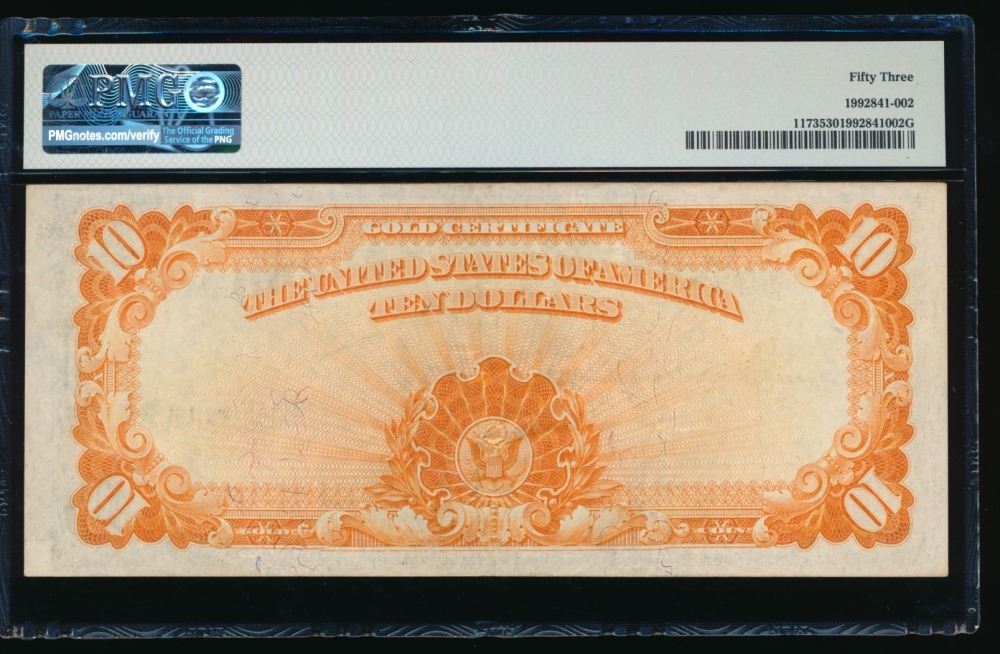 PMG
PAPER MONEY GUARANTY
PMGnotes.com/verify
The Official Grading
Service of the PNG
Fifty Three
1992841-002
11735301992841002G
10
GOLD CERTIFICATE
10
THE UNITED STATES OF AMERICA
TEN DOLLARS
10
10